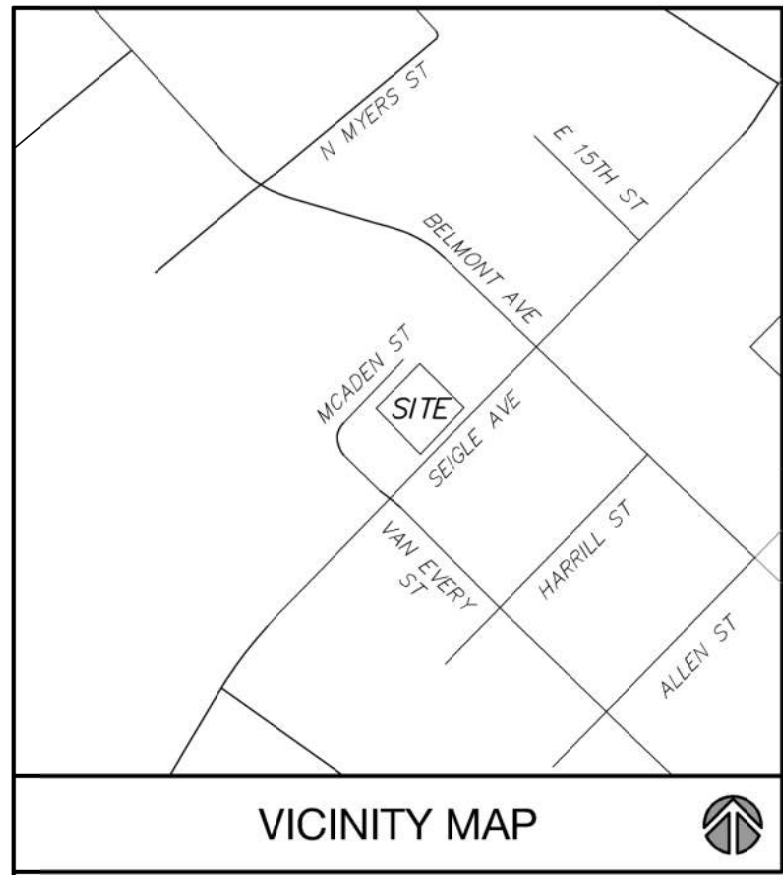 N MYERS ST
E 15TH ST
BELMONT AVE
MCADEN ST
SITE
SEIGLE AVE
VAN EVERY
ST
HARRILL ST
ALLEN ST
VICINITY MAP